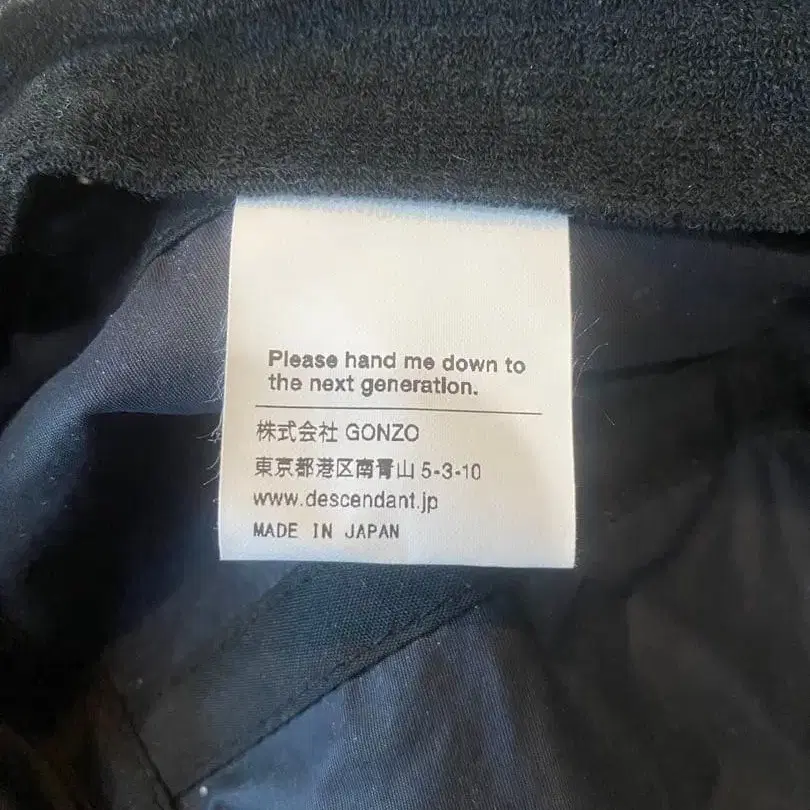 Please hand me down to
the next generation.
株式会社 GONZO
東京都港区南青山 5-3-10
www.descendant.jp
MADE IN JAPAN